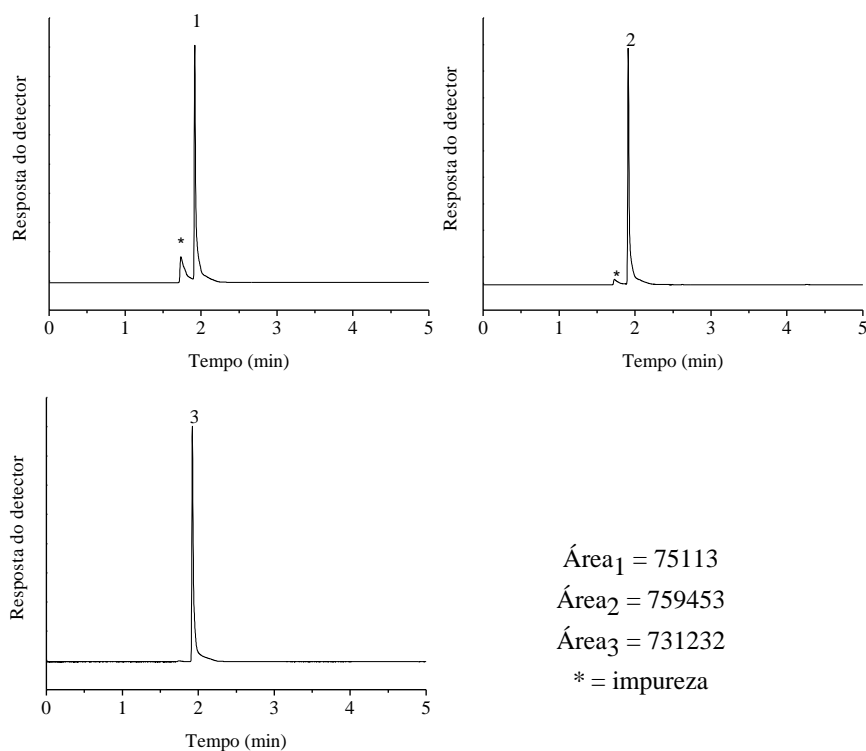 1
*
Resposta do detector
0 1 2 3 4 5
Tempo (min)
2
*
Resposta do detector
0 1 2 3 4 5
Tempo (min)
3
Resposta do detector
0 1 2 3 4 5
Tempo (min)
Área1 = 75113
Área2 = 759453
Área3 = 731232
* = impureza